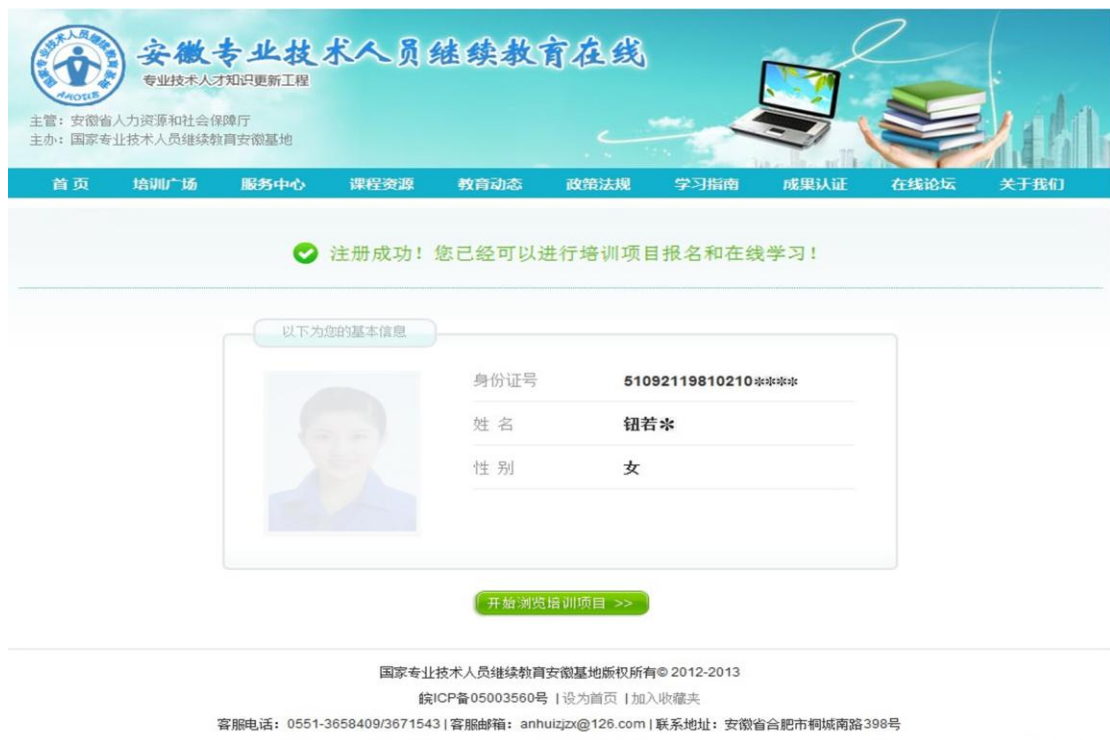 安徽专业技术人员继续教育在线
专业技术人才知识更新工程
AHOTUB
主管：安徽省人力资源和社会保障厅
主办：国家专业技术人员继续教育安徽基地
首 页 培训广场 服务中心 课程资源 教育动态 政策法规 学习指南 成果认证 在线论坛 关于我们
注册成功！您已经可以进行培训项目报名和在线学习！
以下为您的基本信息
身份证号 51092119810210****
姓 名 钮若*
性 别 女
开始浏览培训项目 >>
国家专业技术人员继续教育安徽基地版权所有© 2012-2013
皖ICP备05003560号 | 设为首页 | 加入收藏夹
客服电话：0551-3658409/3671543 | 客服邮箱：anhuizjzx@126.com | 联系地址：安徽省合肥市桐城南路398号